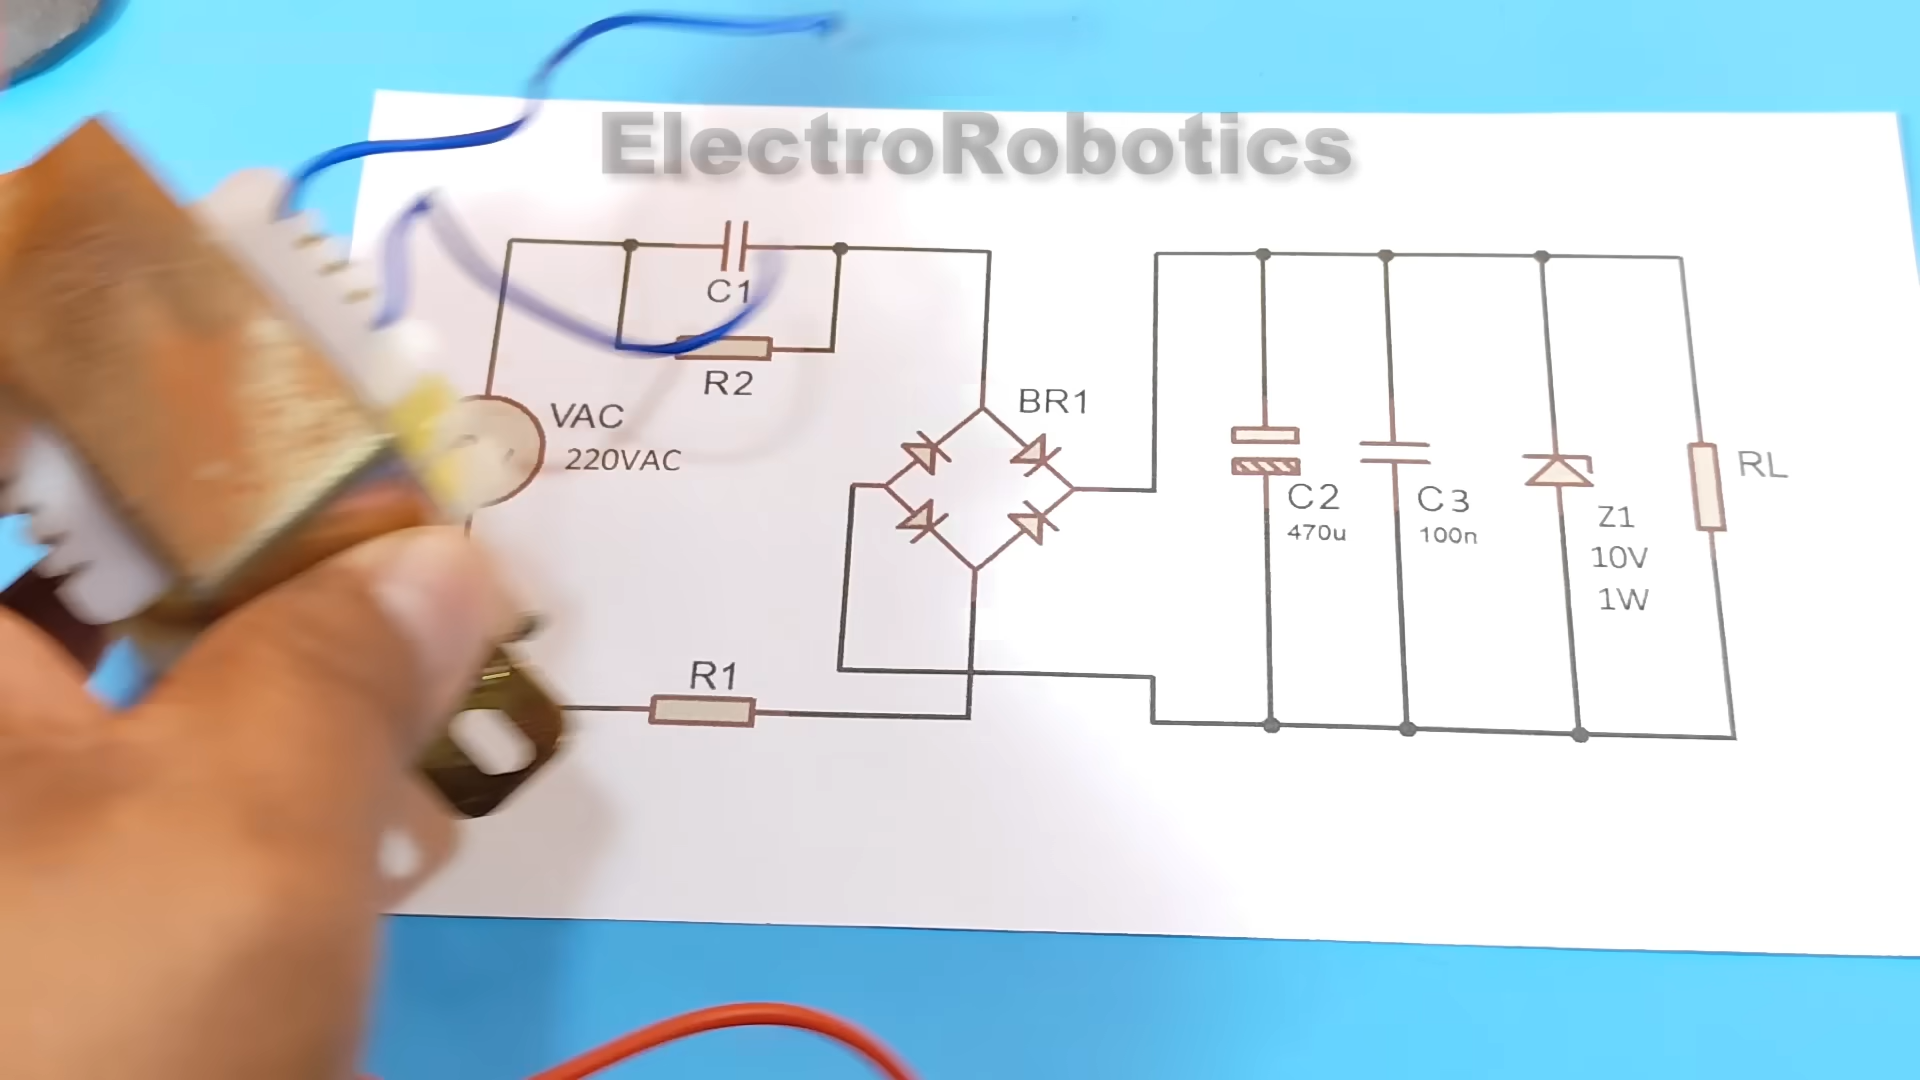 ElectroRobotics
C1
R2
VAC
220VAC
BR1
R1
C2
470u
C3
100n
Z1
10V
1W
RL